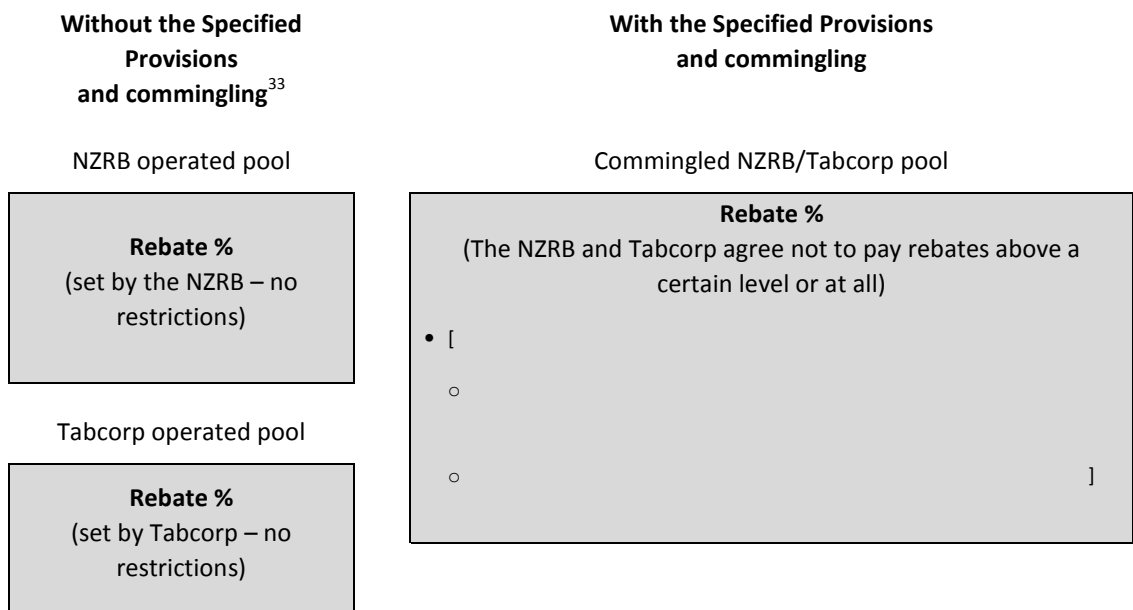 Without the Specified
Provisions
and commingling33
NZRB operated pool
Rebate %
(set by the NZRB – no
restrictions)
Tabcorp operated pool
Rebate %
(set by Tabcorp – no
restrictions)
With the Specified Provisions
and commingling
Commingled NZRB/Tabcorp pool
Rebate %
(The NZRB and Tabcorp agree not to pay rebates above a
certain level or at all)
• [
○
○ ]